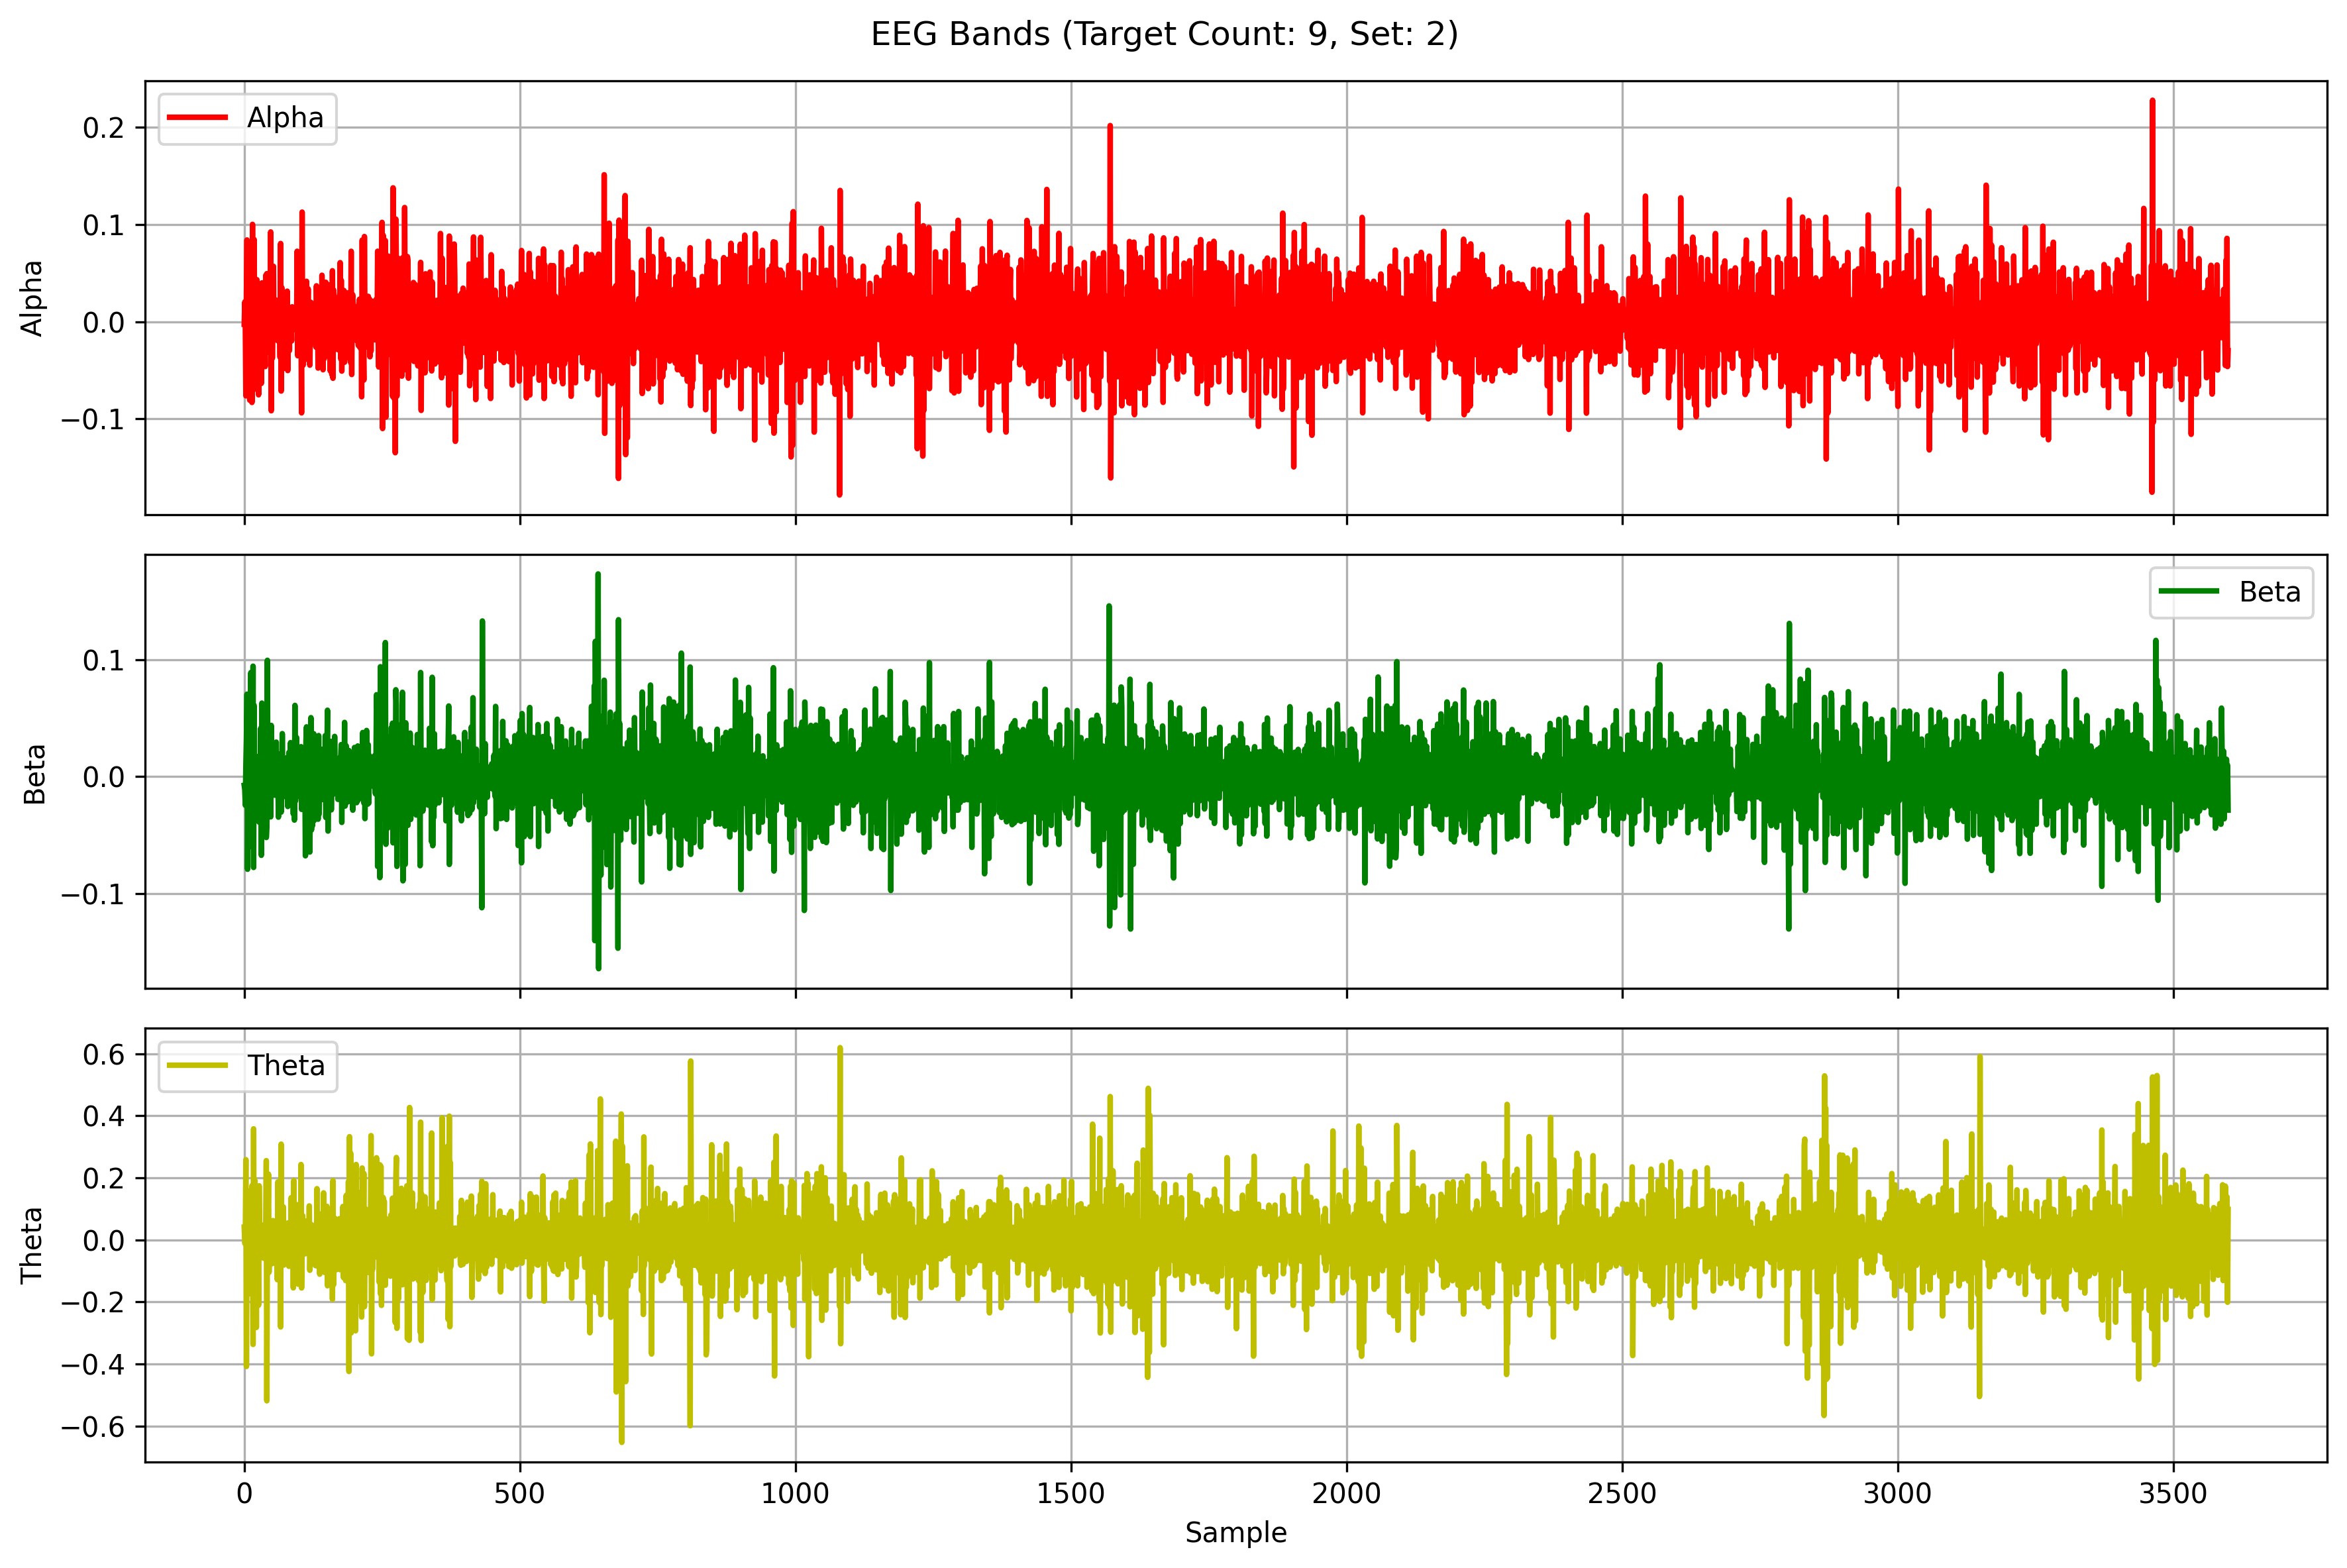 EEG Bands (Target Count: 9, Set: 2)
Alpha
0.2
0.1
0.0
−0.1
Alpha
Beta
0.1
0.0
−0.1
Beta
Theta
0.6
0.4
0.2
0.0
−0.2
−0.4
−0.6
Theta
0 500 1000 1500 2000 2500 3000 3500
Sample